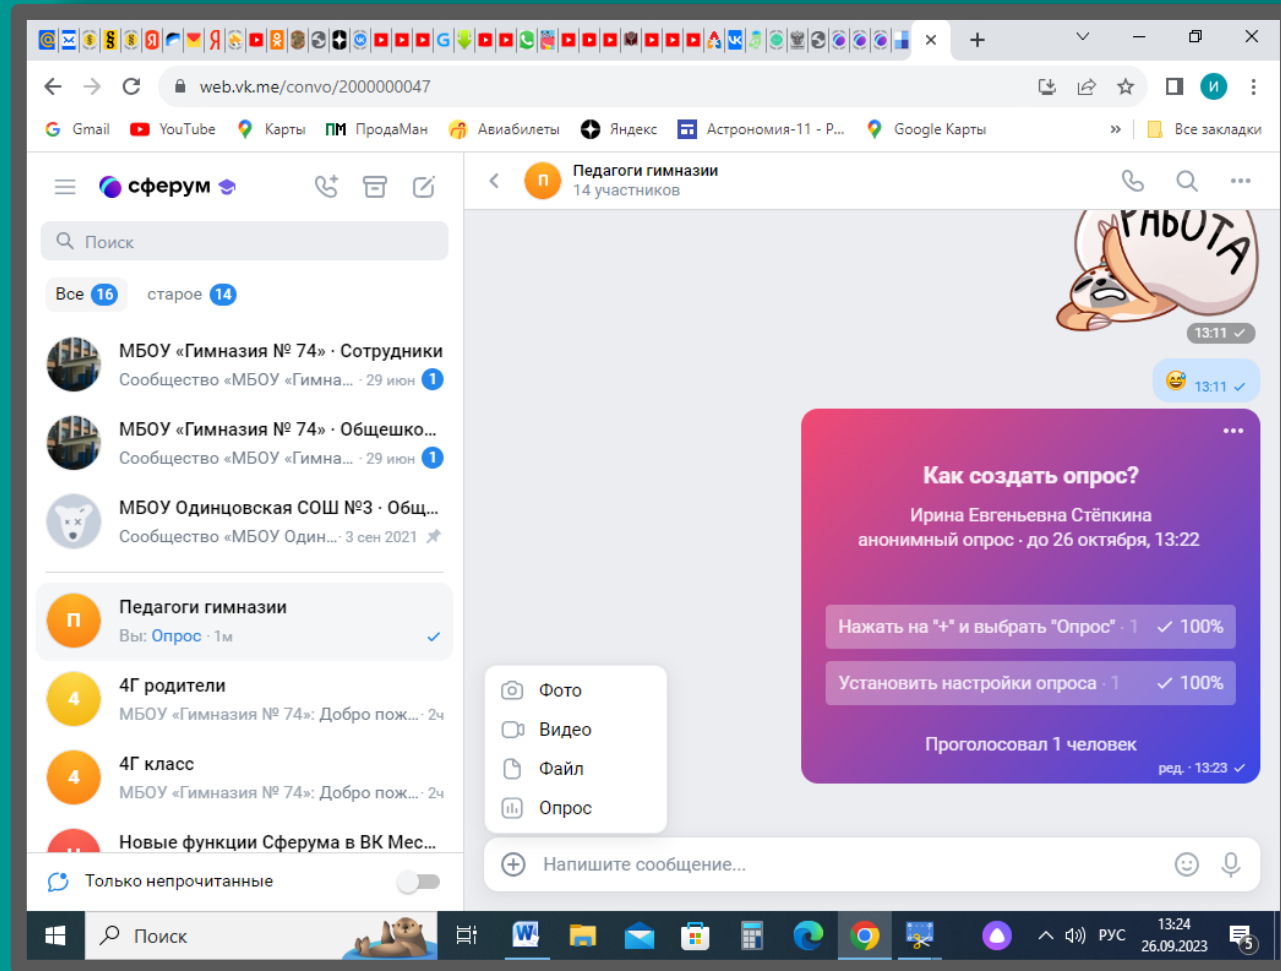 web.vk.me/convo/2000000047
И
Gmail YouTube Карты ПМ ПродаМан Авиабилеты Яндекс Астрономия-11 - Р... Google Карты » Все закладки
сферум
Поиск
Все 16 старое 14
МБОУ «Гимназия № 74» · Сотрудники
Сообщество «МБОУ «Гимна... · 29 июн 1
МБОУ «Гимназия № 74» · Общешко...
Сообщество «МБОУ «Гимна... · 29 июн 1
МБОУ Одинцовская СОШ №3 · Общ...
Сообщество «МБОУ Один... · 3 сен 2021
П
Педагоги гимназии
Вы: Опрос · 1м
4
4Г родители
МБОУ «Гимназия № 74»: Добро пож... · 2ч
4
4Г класс
МБОУ «Гимназия № 74»: Добро пож... · 2ч
Новые функции Сферума в ВК Мес...
Только непрочитанные
П
Педагоги гимназии
14 участников
РАБОТА
13:11
13:11
Как создать опрос?
Ирина Евгеньевна Стёпкина
анонимный опрос · до 26 октября, 13:22
Нажать на "+" и выбрать "Опрос" · 1 100%
Установить настройки опроса · 1 100%
Проголосовал 1 человек
ред. · 13:23
Фото
Видео
Файл
Опрос
Напишите сообщение...
Поиск
РУС
13:24
26.09.2023
5